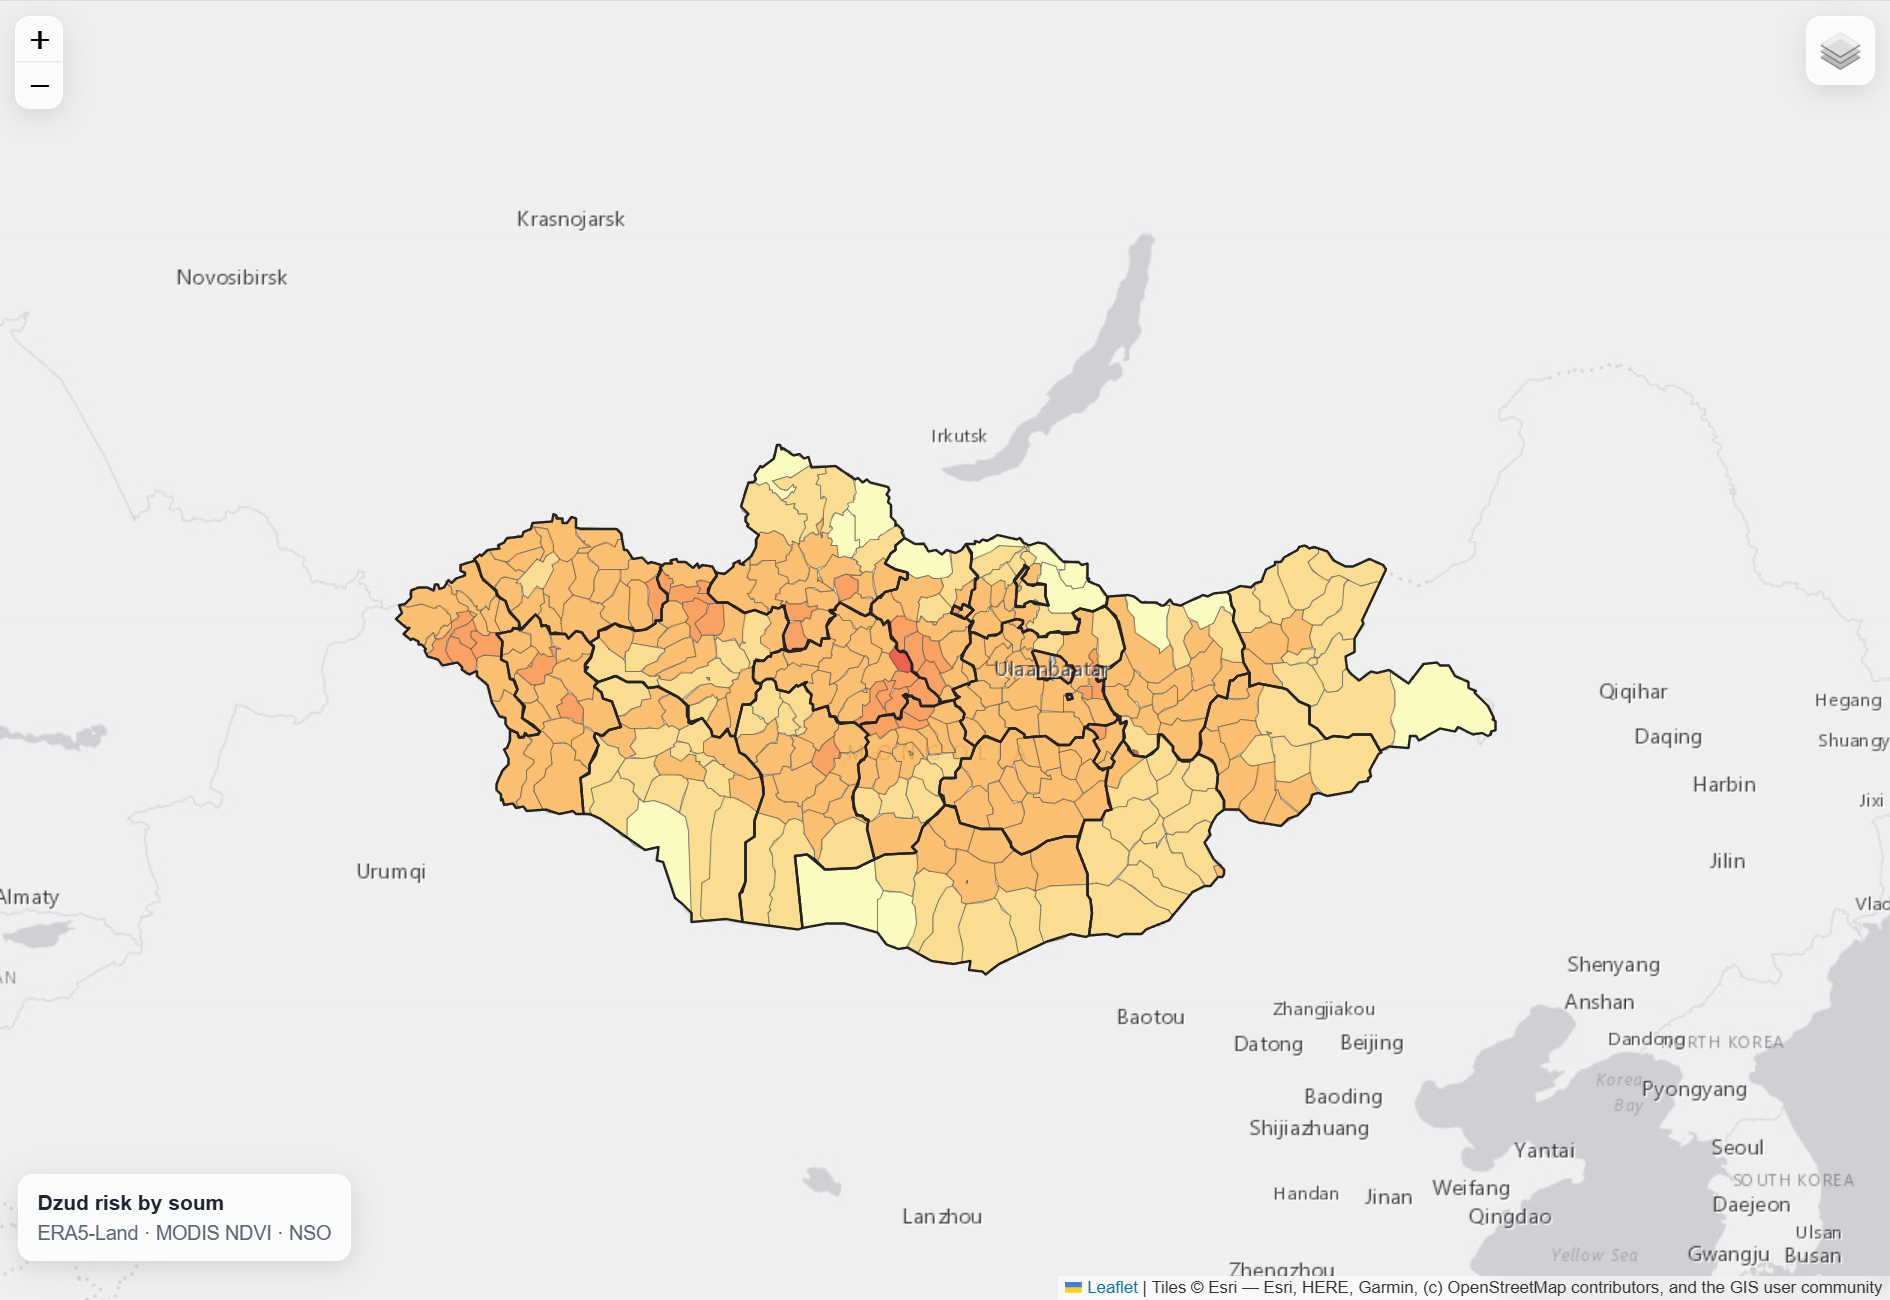 +
−
Krasnojarsk
Novosibirsk
Irkutsk
Ulaanbaatar
MONGOLIA
Qiqihar
Hegang
Daqing
Shuangy
Harbin
Jixi
Urumqi
Jilin
Almaty
Vlad
AN
Shenyang
Anshan
Baotou
Zhangjiakou
Datong
Beijing
Dandong
NORTH KOREA
Korea
Bay
Pyongyang
Baoding
Shijiazhuang
Yantai
Seoul
SOUTH KOREA
Handan
Jinan
Weifang
Daejeon
Lanzhou
Qingdao
Ulsan
Yellow Sea
Gwangju
Busan
Zhengzhou
Dzud risk by soum
ERA5-Land · MODIS NDVI · NSO
Leaflet | Tiles © Esri — Esri, HERE, Garmin, (c) OpenStreetMap contributors, and the GIS user community